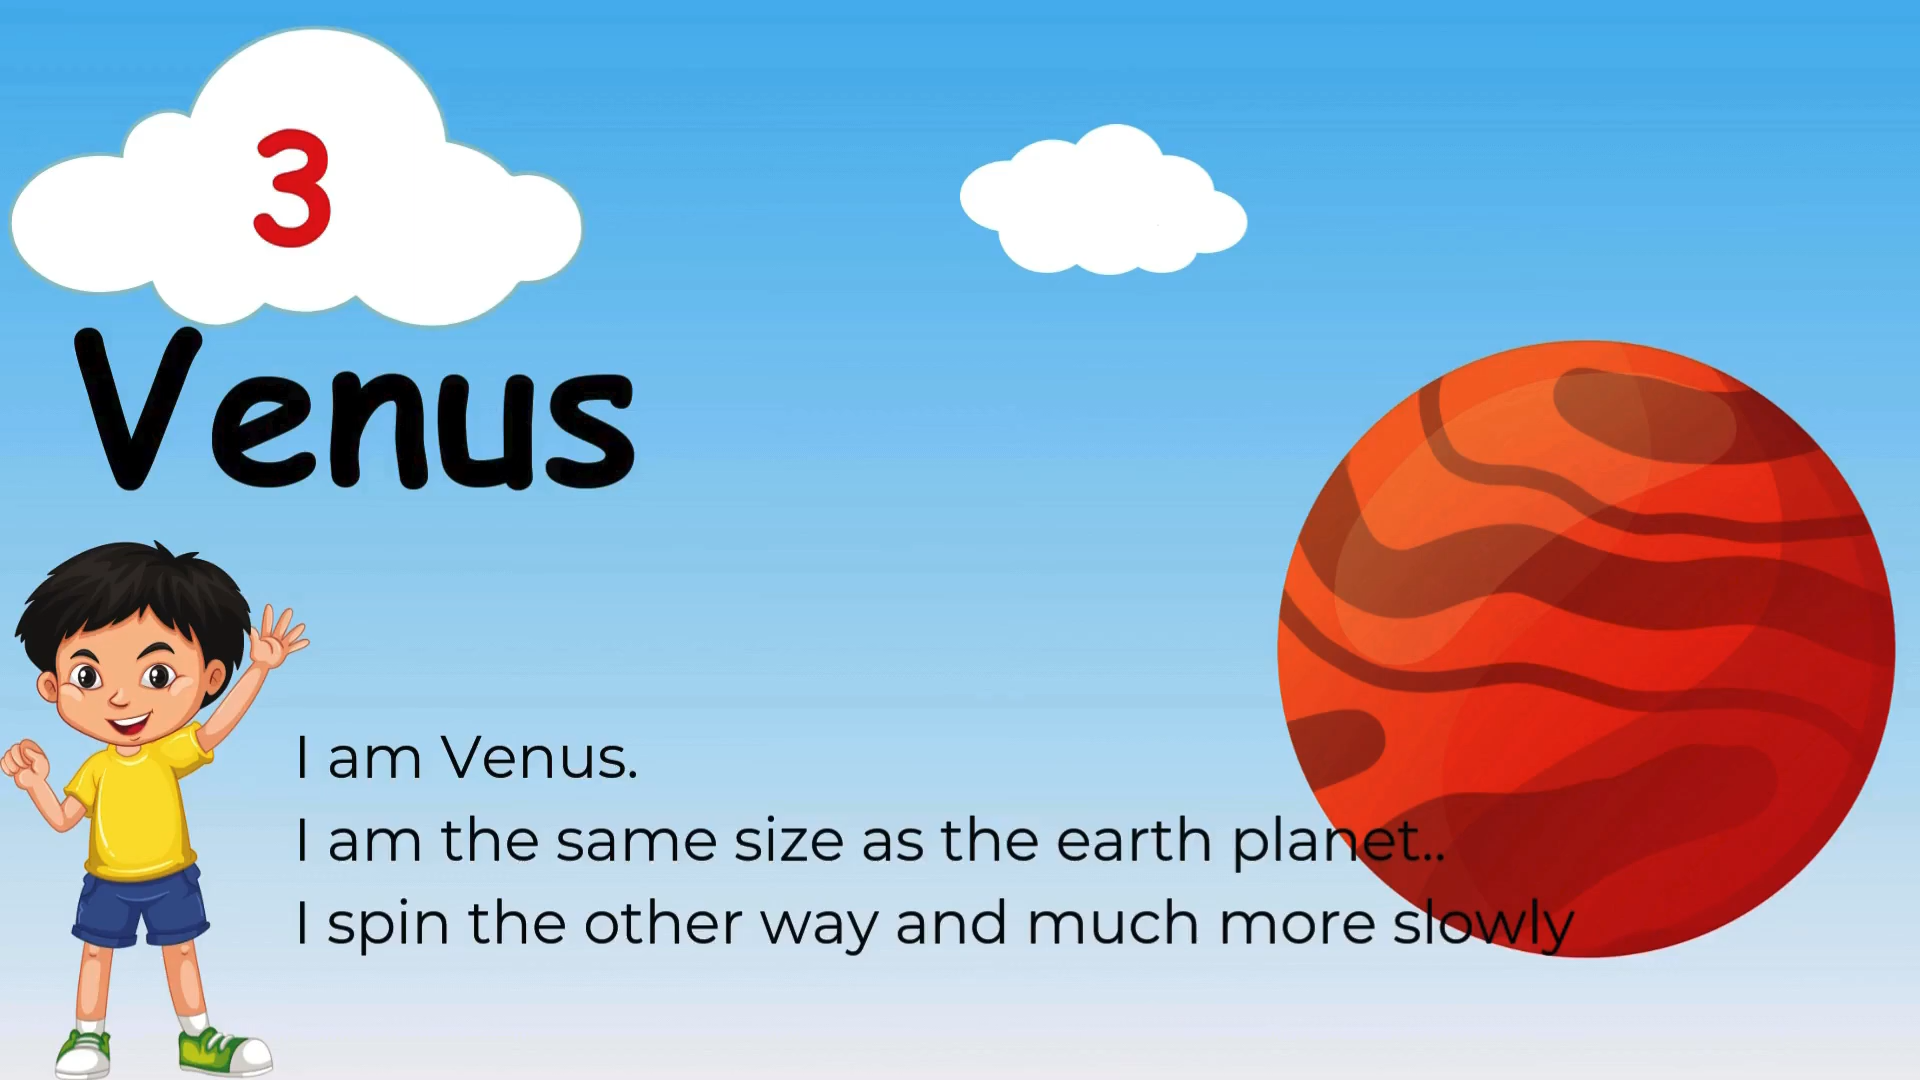 3
Venus
I am Venus.
I am the same size as the earth planet..
I spin the other way and much more slowly